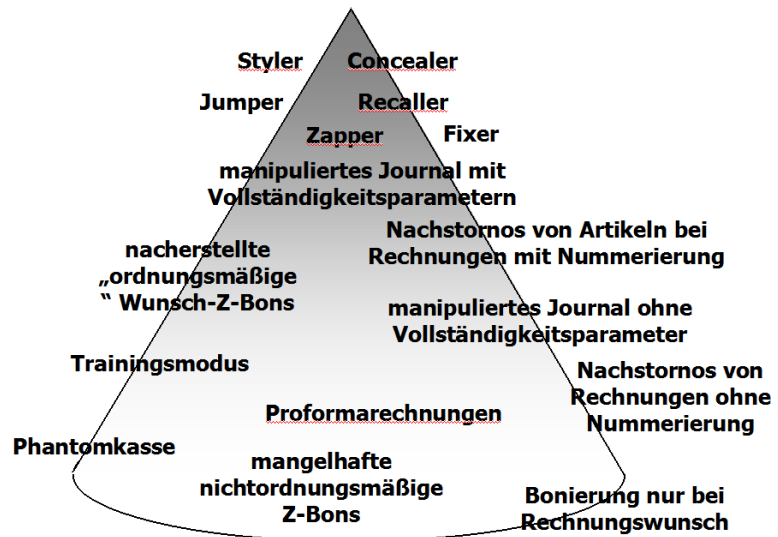 Styler Concealer
Jumper Recaller
Zapper Fixer
manipuliertes Journal mit
Vollständigkeitsparametern
Nachstornos von Artikeln bei
Rechnungen mit Nummerierung
nacherstellte
„ordnungsmäßige
“ Wunsch-Z-Bons
manipuliertes Journal ohne
Vollständigkeitsparameter
Trainingsmodus
Nachstornos von
Rechnungen ohne
Nummerierung
Proformarechnungen
Phantomkasse
mangelhafte
nichtordnungsmäßige
Z-Bons
Bonierung nur bei
Rechnungswunsch